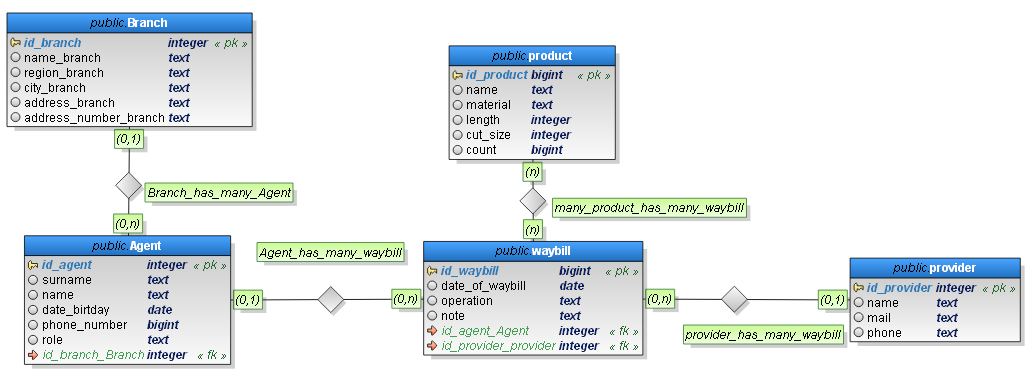 public.Branch
id_branch integer « pk »
name_branch text
region_branch text
city_branch text
address_branch text
address_number_branch text
(0,1)
Branch_has_many_Agent
(0,n)
public.product
id_product bigint « pk »
name text
material text
length integer
cut_size integer
count bigint
(n)
many_product_has_many_waybill
(n)
public.Agent
id_agent integer « pk »
surname text
name text
date_birtday date
phone_number bigint
role text
id_branch_Branch integer « fk »
(0,1)
Agent_has_many_waybill
(0,n)
public.waybill
id_waybill bigint « pk »
date_of_waybill date
operation text
note text
id_agent_Agent integer « fk »
id_provider_provider integer « fk »
(0,n)
provider_has_many_waybill
(0,1)
public.provider
id_provider integer « pk »
name text
mail text
phone text